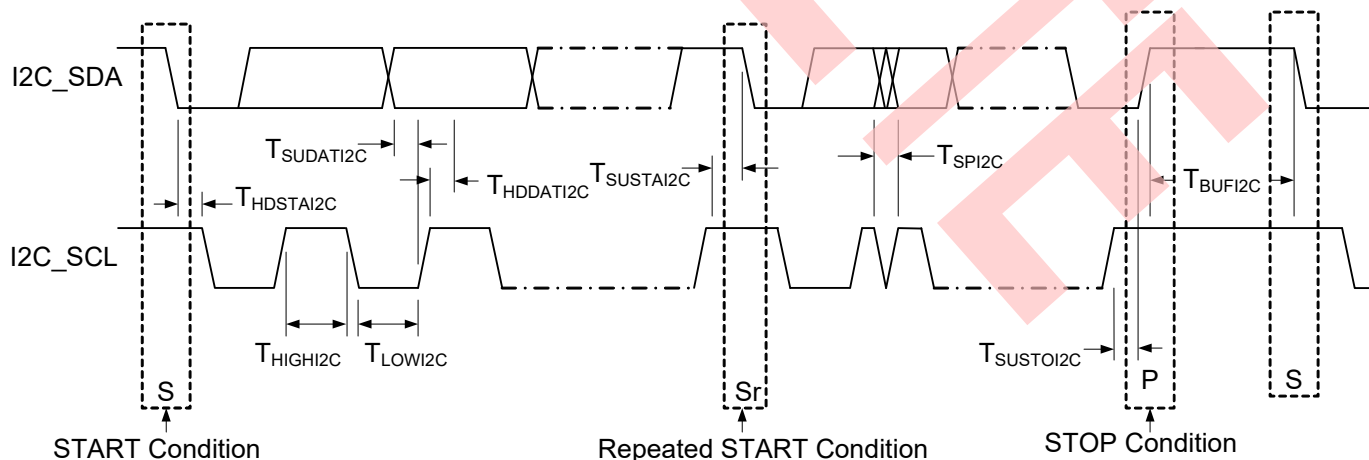 I2C_SDA
TSUDATI2C
THDDATI2C
TSUSTAI2C
TSPI2C
TBUFI2C
THDSTAI2C
I2C_SCL
THIGHI2C
TLOWI2C
TSUSTOI2C
S
Sr
P
S
START Condition
Repeated START Condition
STOP Condition